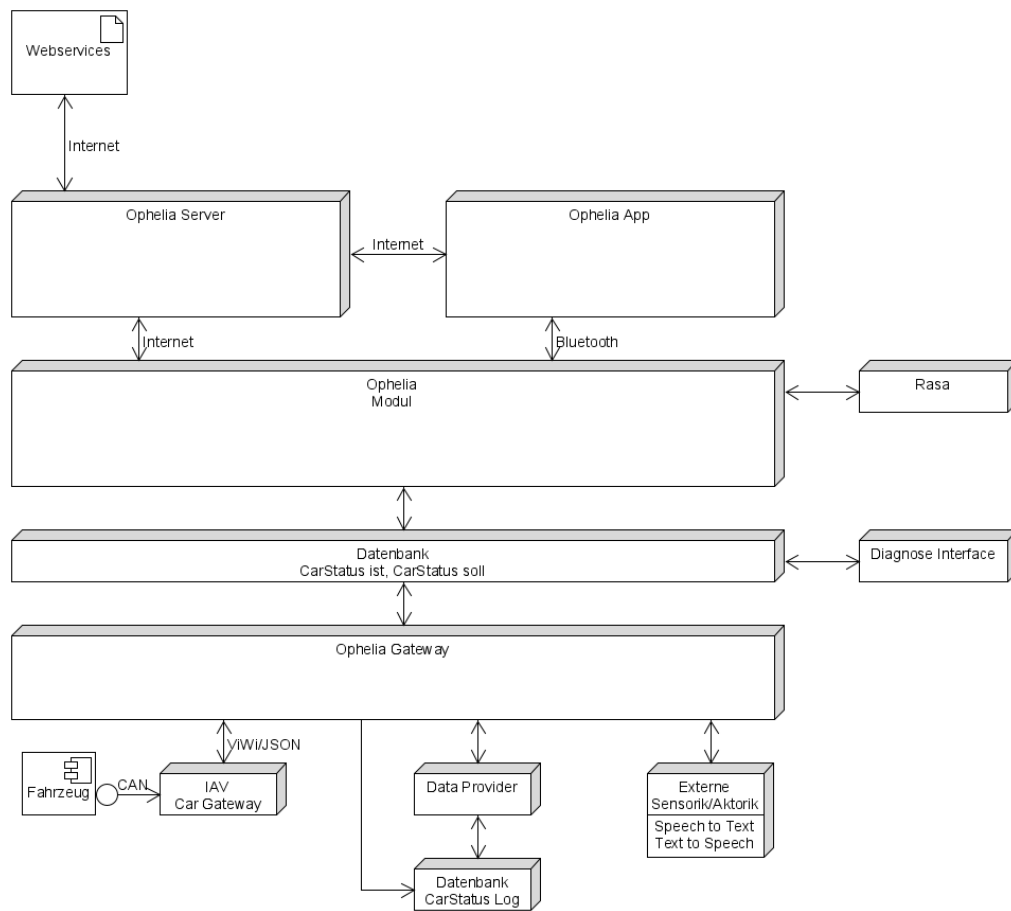 Webservices
Internet
Ophelia Server
Ophelia App
Internet
Internet
Bluetooth
Ophelia
Modul
Rasa
Datenbank
CarStatus ist, CarStatus soll
Diagnose Interface
Ophelia Gateway
ViWi/JSON
Fahrzeug
CAN
IAV
Car Gateway
Data Provider
Externe
Sensorik/Aktorik
Speech to Text
Text to Speech
Datenbank
CarStatus Log